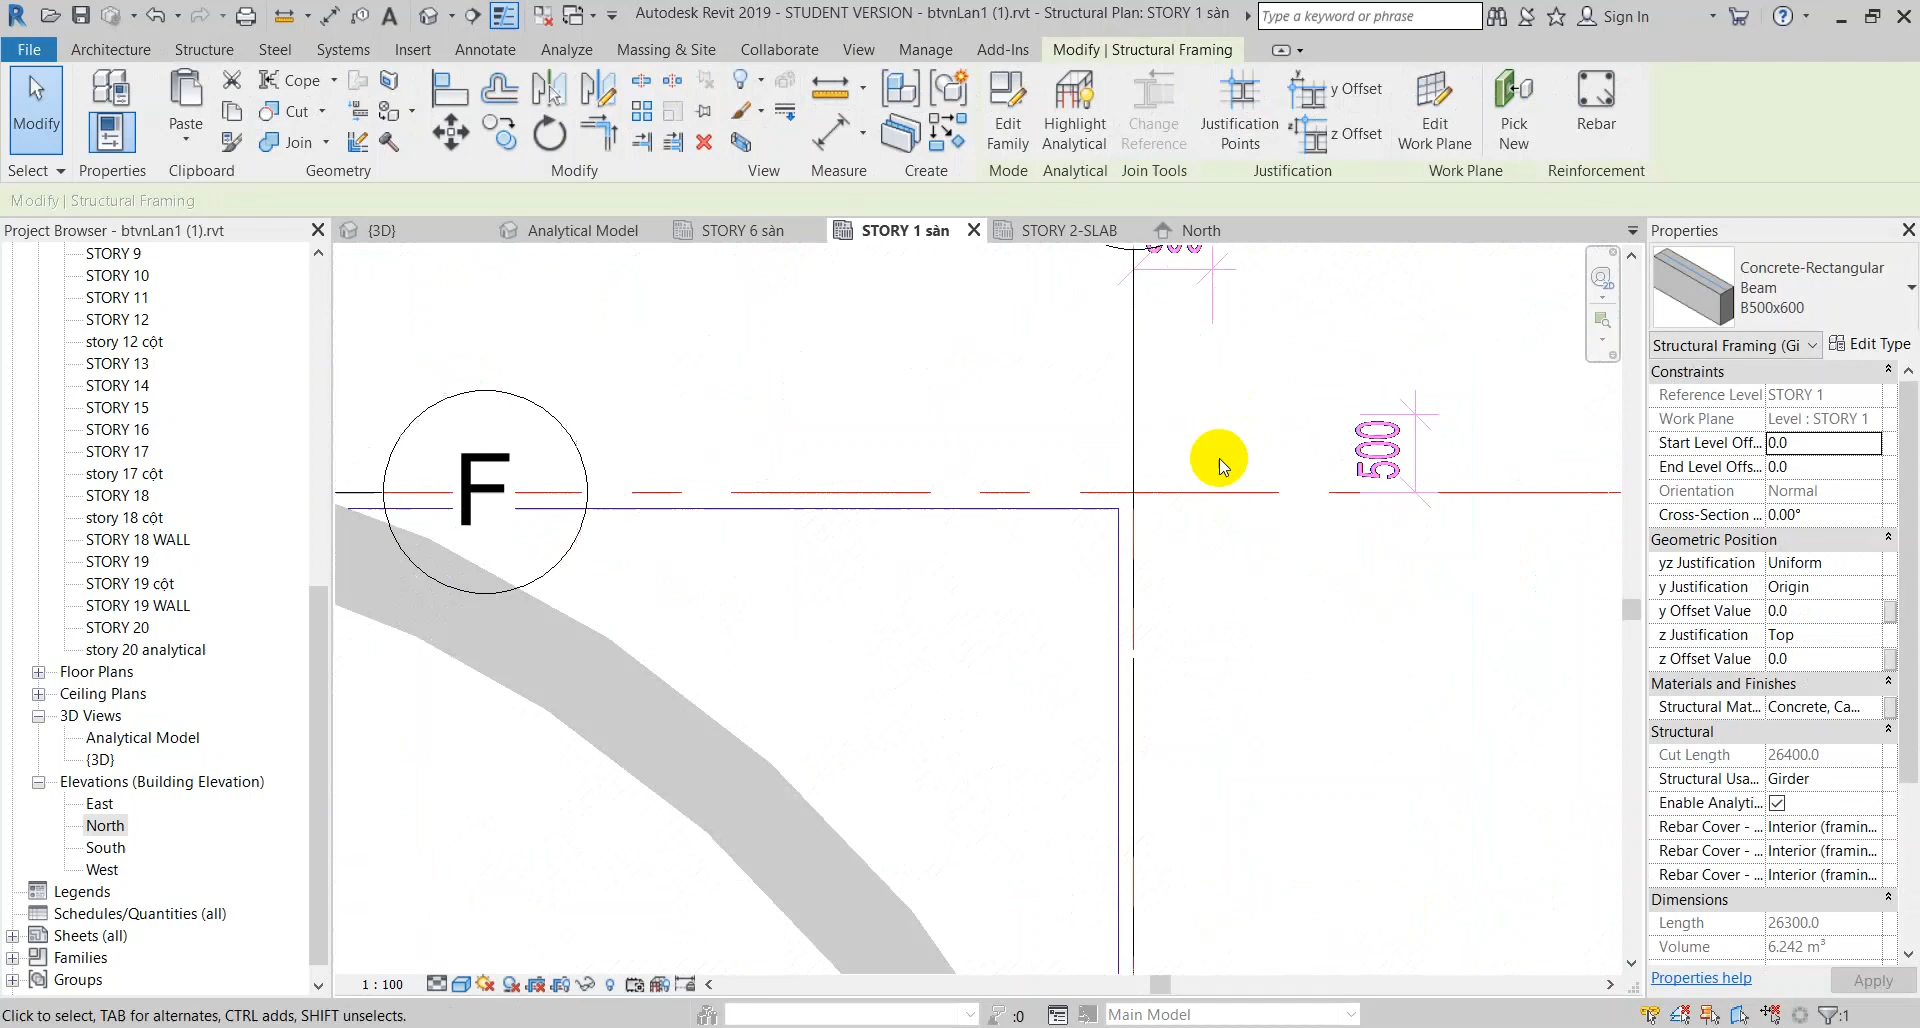 Autodesk Revit 2019 - STUDENT VERSION - btvnLan1 (1).rvt - Structural Plan: STORY 1 sàn
Type a keyword or phrase
Sign In
File Architecture Structure Steel Systems Insert Annotate Analyze Massing & Site Collaborate View Manage Add-Ins Modify | Structural Framing
Modify
Paste
Cope
Cut
Join
Edit Family
Highlight Analytical
Change Reference
Justification Points
y Offset
z Offset
Edit Work Plane
Pick New
Rebar
Select Properties Clipboard Geometry Modify View Measure Create Mode Analytical Join Tools Justification Work Plane Reinforcement
Modify | Structural Framing
Project Browser - btvnLan1 (1).rvt
STORY 9
STORY 10
STORY 11
STORY 12
story 12 cột
STORY 13
STORY 14
STORY 15
STORY 16
STORY 17
story 17 cột
STORY 18
story 18 cột
STORY 18 WALL
STORY 19
STORY 19 cột
STORY 19 WALL
STORY 20
story 20 analytical
Floor Plans
Ceiling Plans
3D Views
Analytical Model
{3D}
Elevations (Building Elevation)
East
North
South
West
Legends
Schedules/Quantities (all)
Sheets (all)
Families
Groups
{3D} Analytical Model STORY 6 sàn STORY 1 sàn STORY 2-SLAB North
F
500
2D
1 : 100
Properties
Concrete-Rectangular
Beam
B500x600
Structural Framing (Gi
Edit Type
Constraints
Reference Level STORY 1
Work Plane Level : STORY 1
Start Level Off... 0.0
End Level Offs... 0.0
Orientation Normal
Cross-Section ... 0.00°
Geometric Position
yz Justification Uniform
y Justification Origin
y Offset Value 0.0
z Justification Top
z Offset Value 0.0
Materials and Finishes
Structural Mat... Concrete, Ca...
Structural
Cut Length 26400.0
Structural Usa... Girder
Enable Analyti...
Rebar Cover - ... Interior (framin...
Rebar Cover - ... Interior (framin...
Rebar Cover - ... Interior (framin...
Dimensions
Length 26300.0
Volume 6.242 m³
Properties help
Apply
Click to select, TAB for alternates, CTRL adds, SHIFT unselects.
:0
Main Model
:1